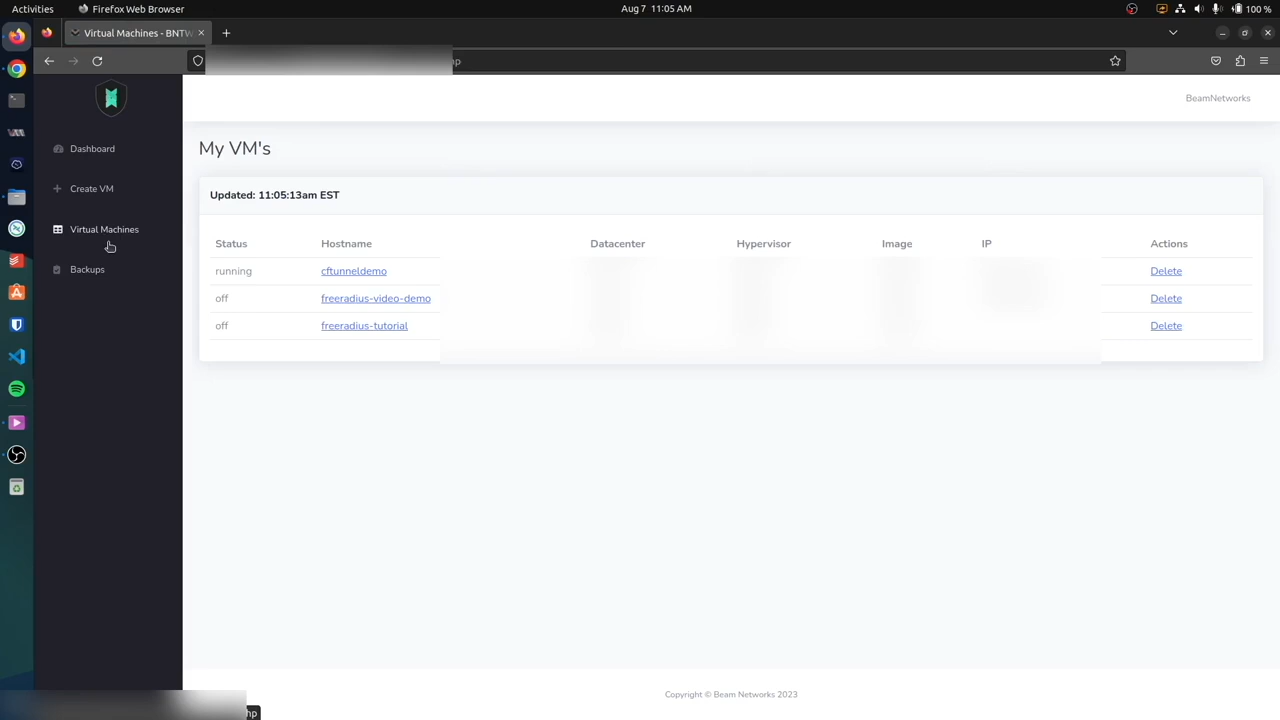 Activities
Firefox Web Browser
Aug 7 11:05 AM
100 %
Virtual Machines - BNTW
hp
BeamNetworks
Dashboard
Create VM
Virtual Machines
Backups
My VM's
Updated: 11:05:13am EST
Status Hostname Datacenter Hypervisor Image IP Actions
running cftunneldemo Delete
off freeradius-video-demo Delete
off freeradius-tutorial Delete
Copyright © Beam Networks 2023
hp